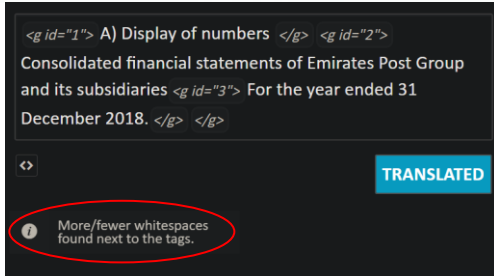 <g id="1"> A) Display of numbers </g> <g id="2">
Consolidated financial statements of Emirates Post Group
and its subsidiaries <g id="3"> For the year ended 31
December 2018. </g> </g>
<>
TRANSLATED
i
More/fewer whitespaces
found next to the tags.